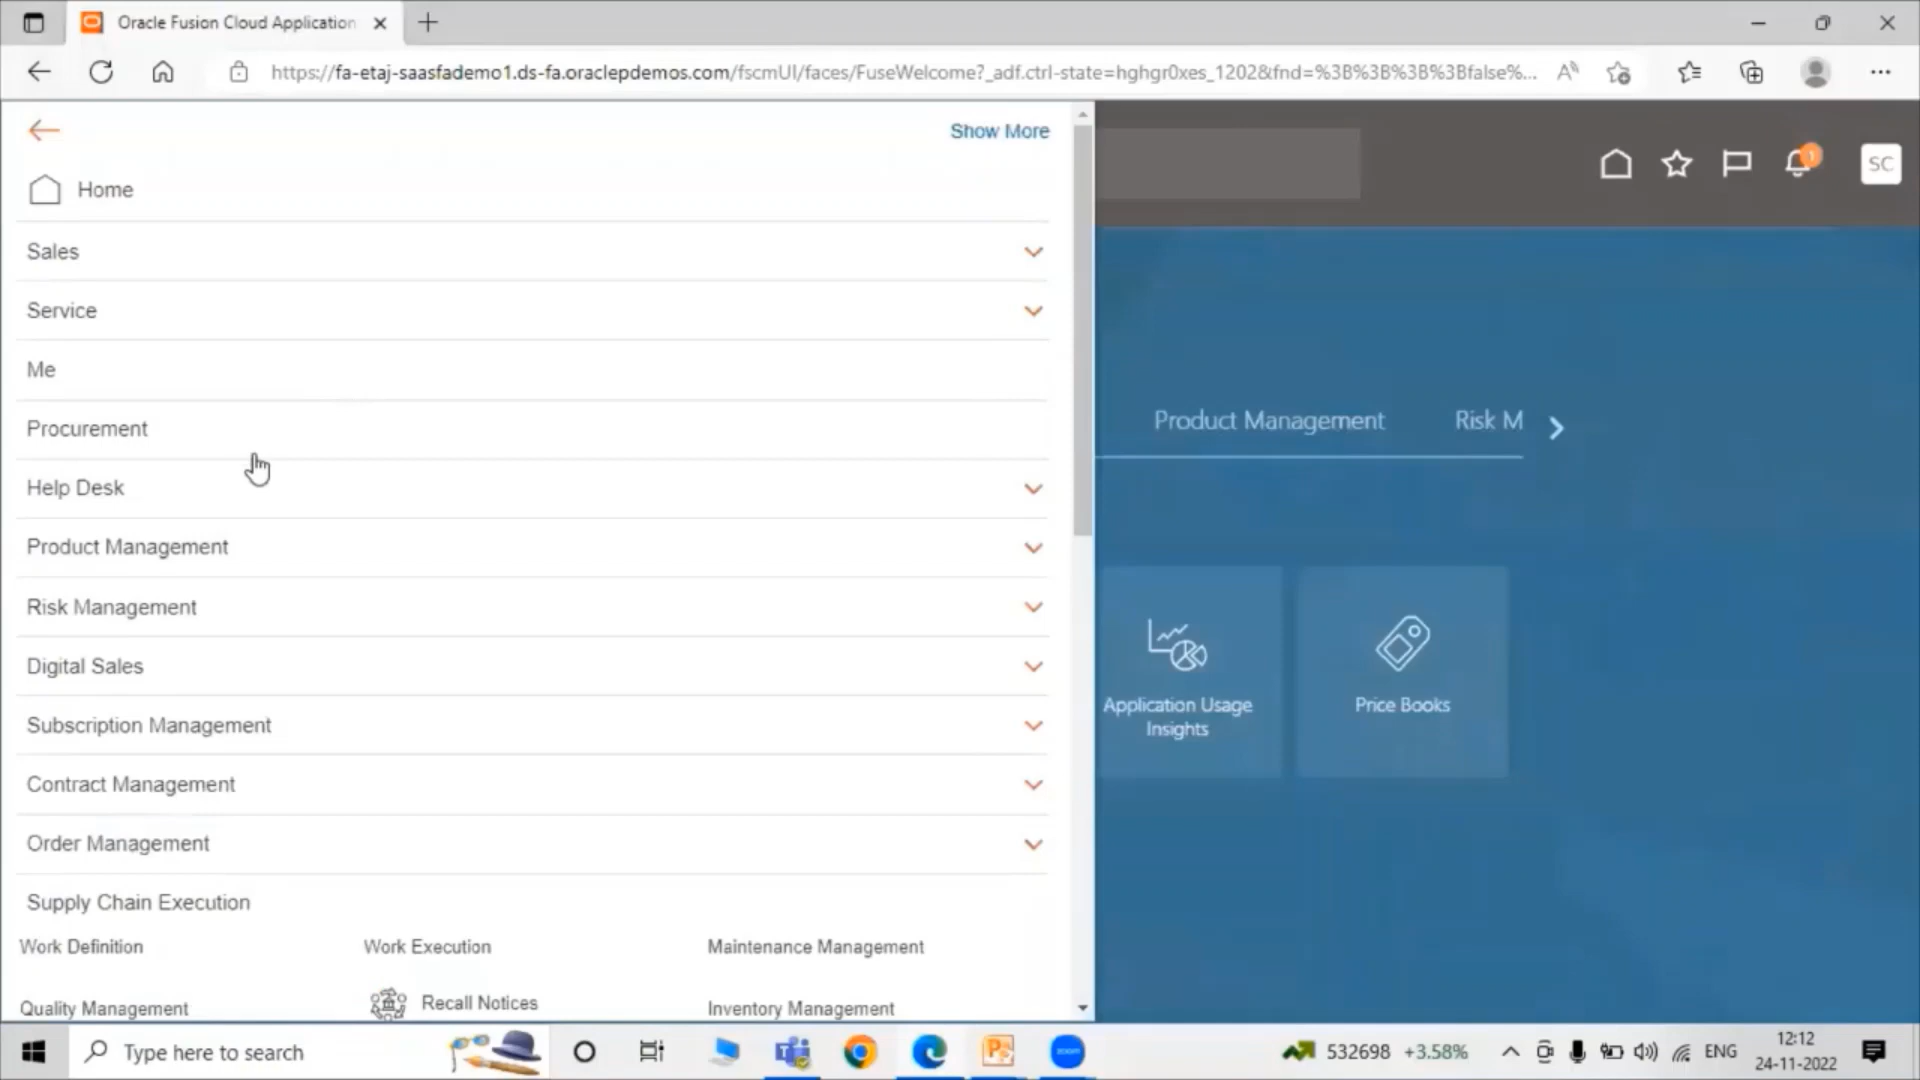 Oracle Fusion Cloud Application
https://fa-etaj-saasfademo1.ds-fa.oraclepdemos.com/fscmUI/faces/FuseWelcome?_adf.ctrl-state=hghgr0xes_1202&fnd=%3B%3B%3B%3Bfalse%...
Show More
Home
Sales
Service
Me
Procurement
Help Desk
Product Management
Risk Management
Digital Sales
Subscription Management
Contract Management
Order Management
Supply Chain Execution
Work Definition Work Execution Maintenance Management
Quality Management Recall Notices Inventory Management
1
SC
Product Management Risk M
Application Usage
Insights
Price Books
Type here to search
zoom
532698 +3.58%
ENG
12:12
24-11-2022